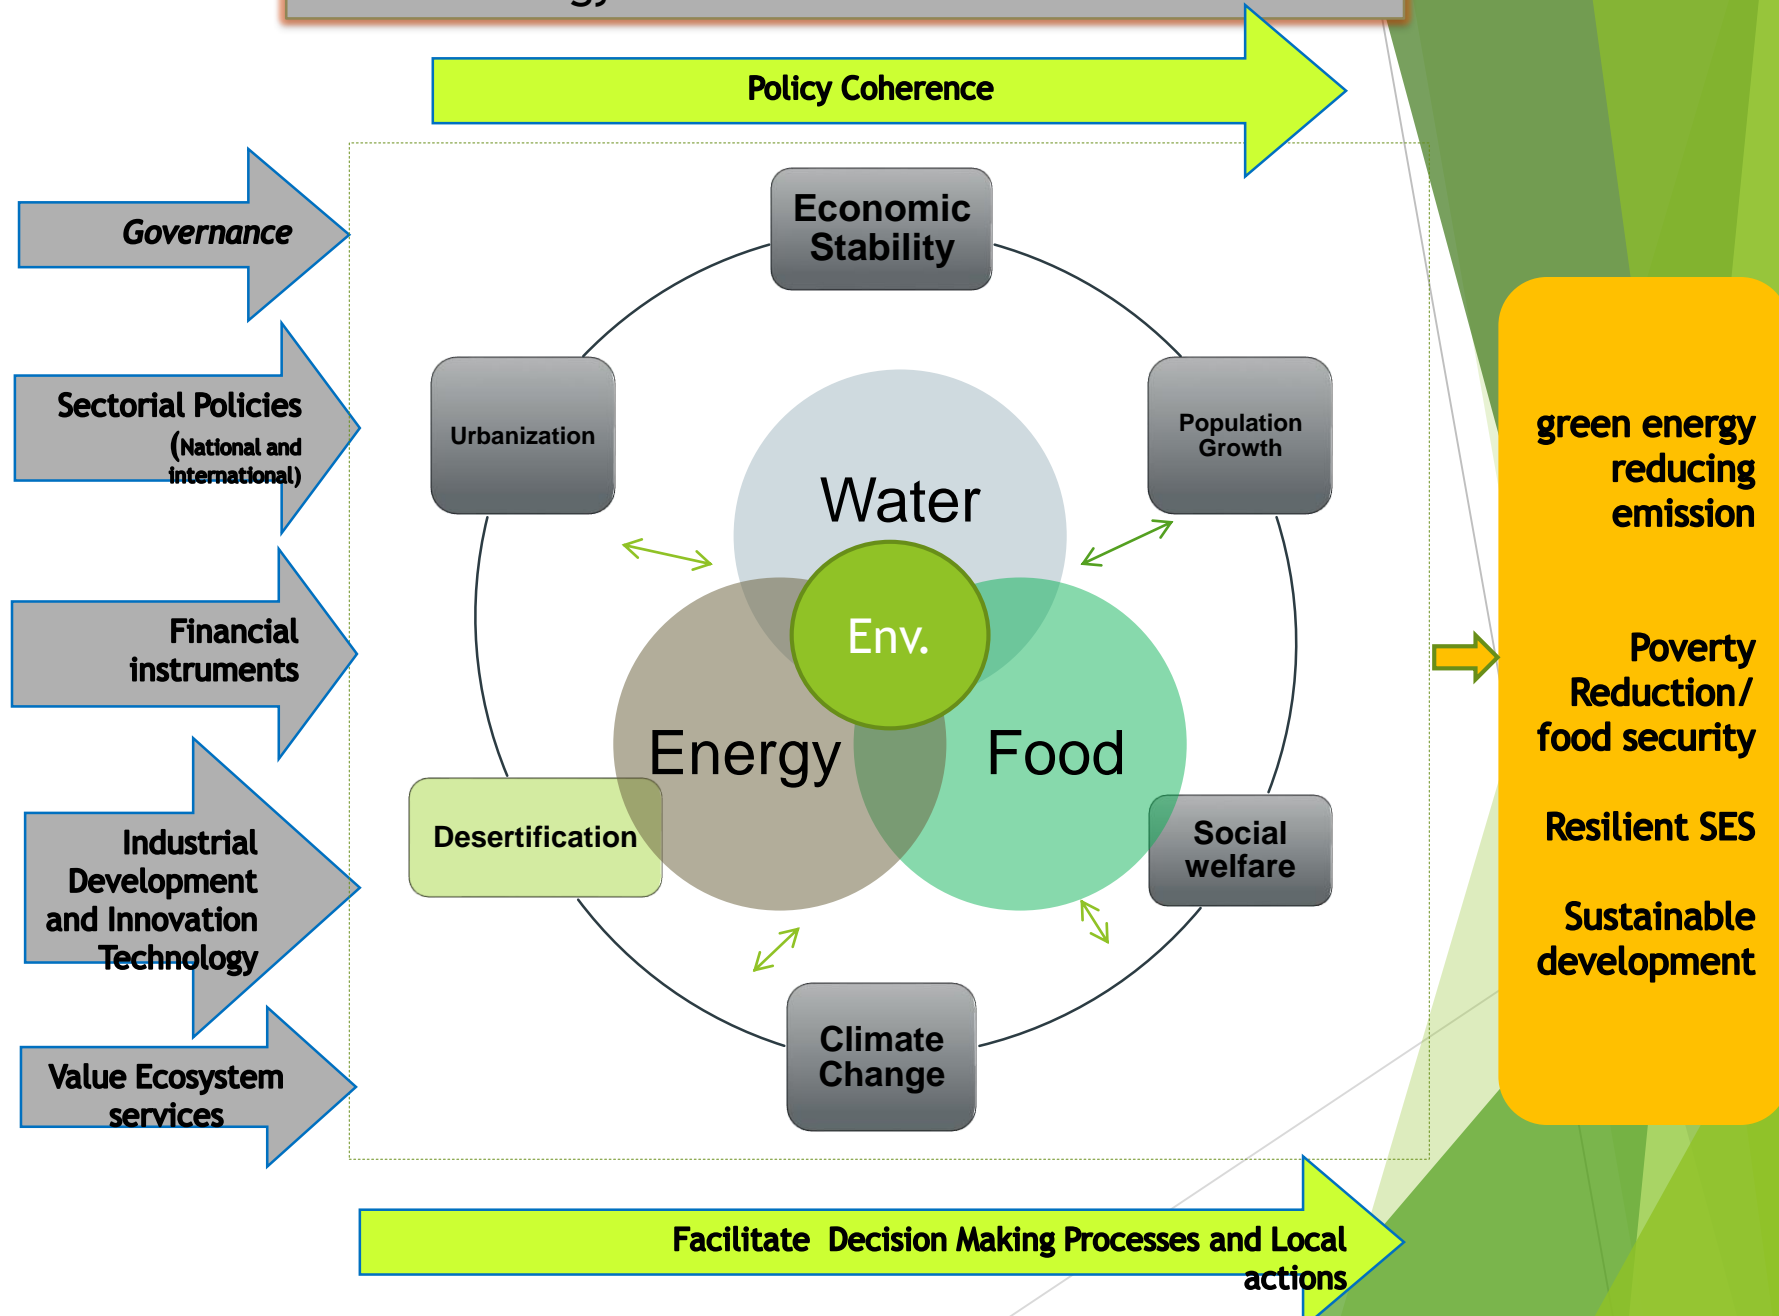 Policy Coherence
Governance
Economic
Stability
Sectorial Policies
(National and
international)
Urbanization
Population
Growth
Water
Env.
Energy
Food
Financial
instruments
Desertification
Social
welfare
Industrial
Development
and Innovation
Technology
Climate
Change
Value Ecosystem
services
green energy
reducing
emission
Poverty
Reduction/
food security
Resilient SES
Sustainable
development
Facilitate  Decision Making Processes and Local
actions